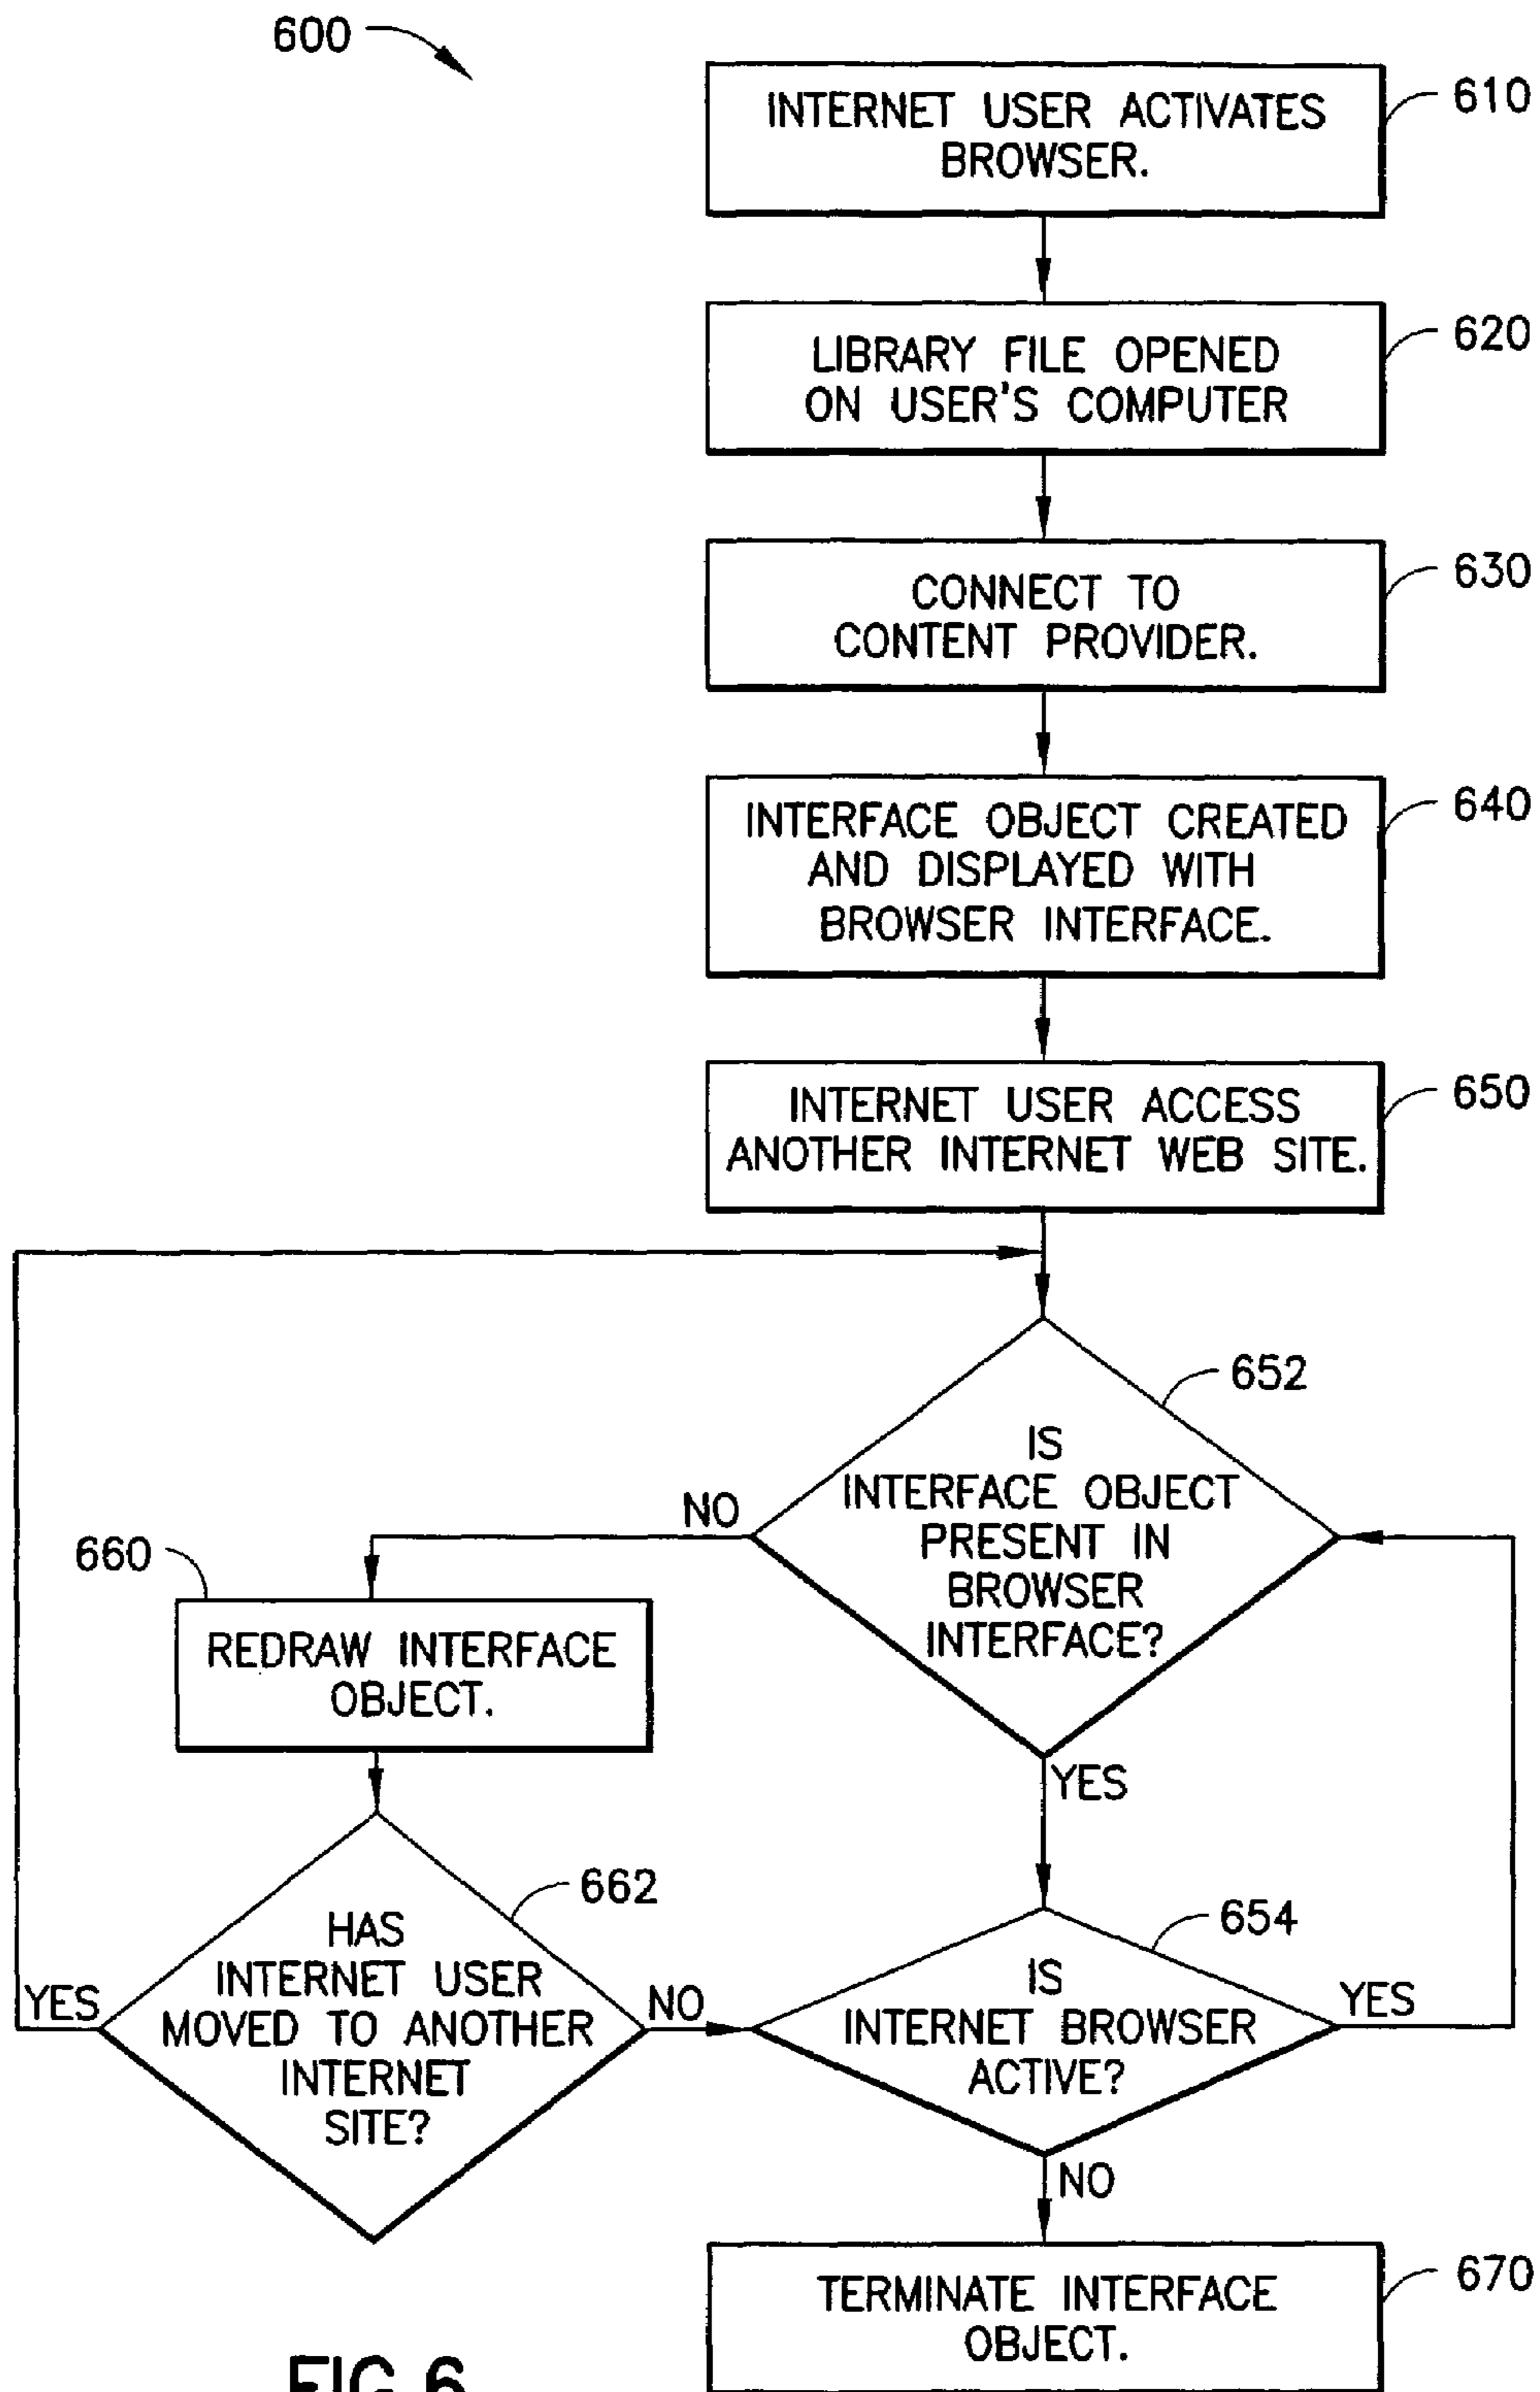 600
INTERNET USER ACTIVATES
BROWSER.
610
LIBRARY FILE OPENED
ON USER'S COMPUTER
620
CONNECT TO
CONTENT PROVIDER.
630
INTERFACE OBJECT CREATED
AND DISPLAYED WITH
BROWSER INTERFACE.
640
INTERNET USER ACCESS
ANOTHER INTERNET WEB SITE.
650
652
IS
INTERFACE OBJECT
PRESENT IN
BROWSER
INTERFACE?
NO
YES
660
REDRAW INTERFACE
OBJECT.
662
HAS
INTERNET USER
MOVED TO ANOTHER
INTERNET
SITE?
YES
NO
654
IS
INTERNET BROWSER
ACTIVE?
YES
NO
TERMINATE INTERFACE
OBJECT.
670
FIG.6